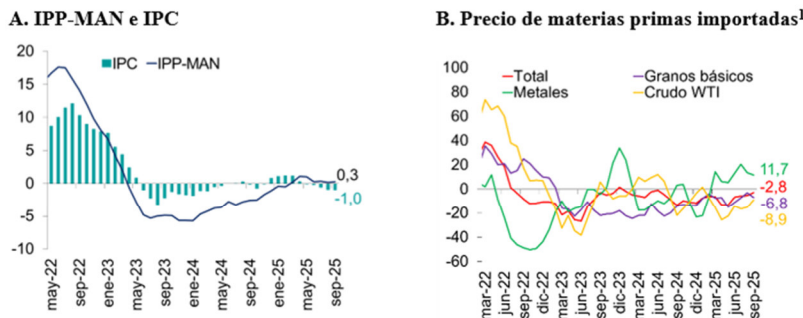 A. IPP-MAN e IPC
20
15
10
5
0
-5
-10
IPC
IPP-MAN
0,3
-1,0
may-22
sep-22
ene-23
may-23
sep-23
ene-24
may-24
sep-24
ene-25
may-25
sep-25
B. Precio de materias primas importadas¹
100
80
60
40
20
0
-20
-40
-60
Total
Granos básicos
Metales
Crudo WTI
11,7
-2,8
-6,8
-8,9
mar-22
jun-22
sep-22
dic-22
mar-23
jun-23
sep-23
dic-23
mar-24
jun-24
sep-24
dic-24
mar-25
jun-25
sep-25